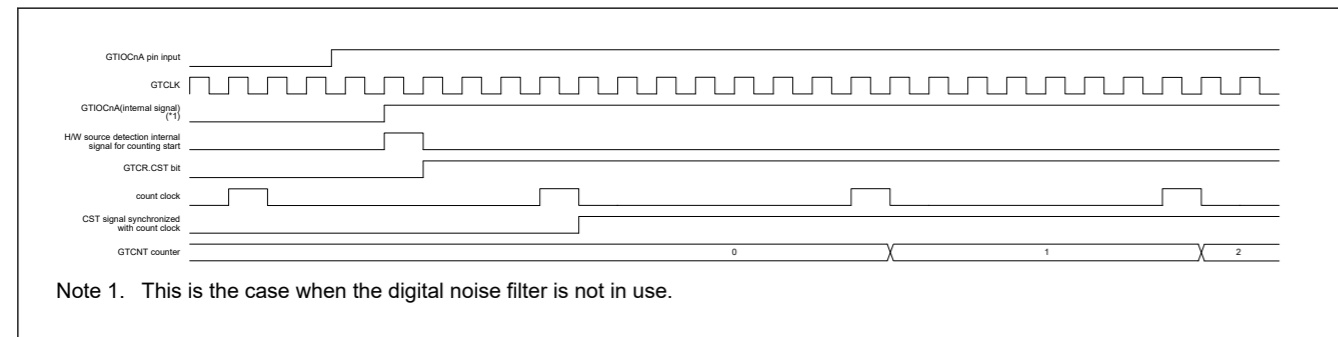 GTIOCnA pin input
GTCLK
GTIOCnA(internal signal)
(*1)
H/W source detection internal
signal for counting start
GTCR.CST bit
count clock
CST signal synchronized
with count clock
GTCNT counter
0
1
2
Note 1. This is the case when the digital noise filter is not in use.